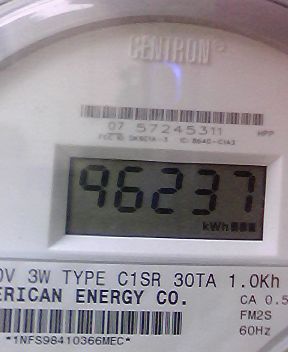 CENTRON®
07 57245311 HPP
96237
kWh
0V 3W TYPE C1SR 30TA 1.0Kh
ERICAN ENERGY CO. CA 0.5
FM2S
60Hz
*1NFS98410366MEC*